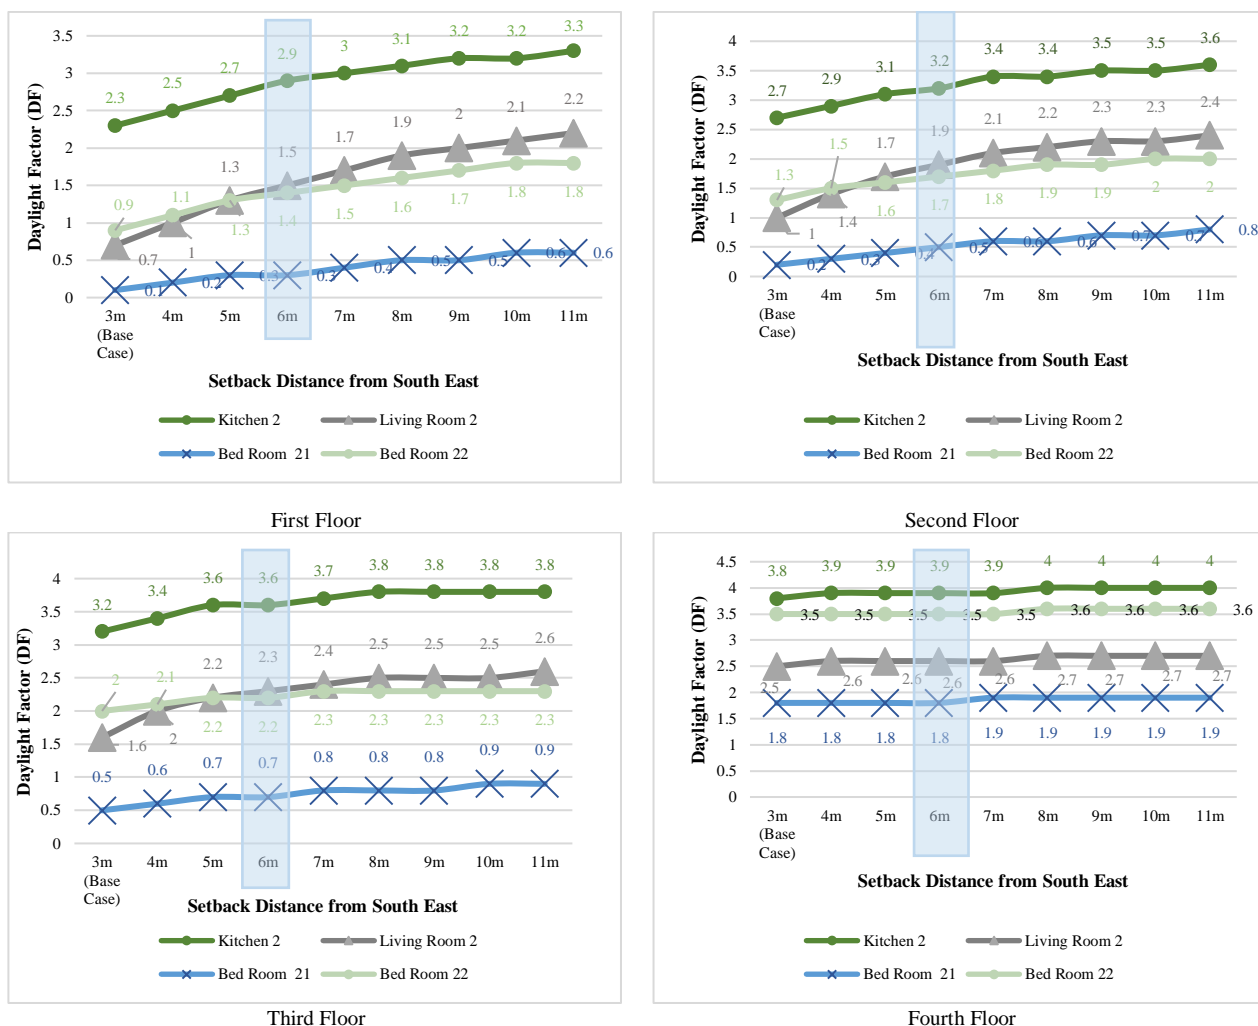 3.5
3
2.5
2
1.5
1
0.5
0
Daylight Factor (DF)
2.3 2.5 2.7 2.9 3 3.1 3.2 3.2 3.3
0.7 1 1.3 1.5 1.7 1.9 2 2.1 2.2
0.9 1.1 1.3 1.4 1.5 1.6 1.7 1.8 1.8
0.1 0.2 0.3 0.3 0.4 0.5 0.5 0.6 0.6
3m (Base Case) 4m 5m 6m 7m 8m 9m 10m 11m
Setback Distance from South East
Kitchen 2 Living Room 2
Bed Room 21 Bed Room 22
First Floor
4
3.5
3
2.5
2
1.5
1
0.5
0
Daylight Factor (DF)
2.7 2.9 3.1 3.2 3.4 3.4 3.5 3.5 3.6
1 1.4 1.7 1.9 2.1 2.2 2.3 2.3 2.4
1.3 1.5 1.6 1.7 1.8 1.9 1.9 2 2
0.2 0.3 0.4 0.5 0.6 0.6 0.7 0.7 0.8
3m (Base Case) 4m 5m 6m 7m 8m 9m 10m 11m
Setback Distance from South East
Kitchen 2 Living Room 2
Bed Room 21 Bed Room 22
Second Floor
4
3.5
3
2.5
2
1.5
1
0.5
0
Daylight Factor (DF)
3.2 3.4 3.6 3.6 3.7 3.8 3.8 3.8 3.8
1.6 2 2.2 2.3 2.4 2.5 2.5 2.5 2.6
2 2.1 2.2 2.2 2.3 2.3 2.3 2.3 2.3
0.5 0.6 0.7 0.7 0.8 0.8 0.8 0.9 0.9
3m (Base Case) 4m 5m 6m 7m 8m 9m 10m 11m
Setback Distance from South East
Kitchen 2 Living Room 2
Bed Room 21 Bed Room 22
Third Floor
4.5
4
3.5
3
2.5
2
1.5
1
0.5
0
Daylight Factor (DF)
3.8 3.9 3.9 3.9 3.9 4 4 4 4
3.5 3.5 3.5 3.5 3.6 3.6 3.6 3.6
2.5 2.6 2.6 2.6 2.6 2.7 2.7 2.7 2.7
1.8 1.8 1.8 1.8 1.9 1.9 1.9 1.9 1.9
3m (Base Case) 4m 5m 6m 7m 8m 9m 10m 11m
Setback Distance from South East
Kitchen 2 Living Room 2
Bed Room 21 Bed Room 22
Fourth Floor